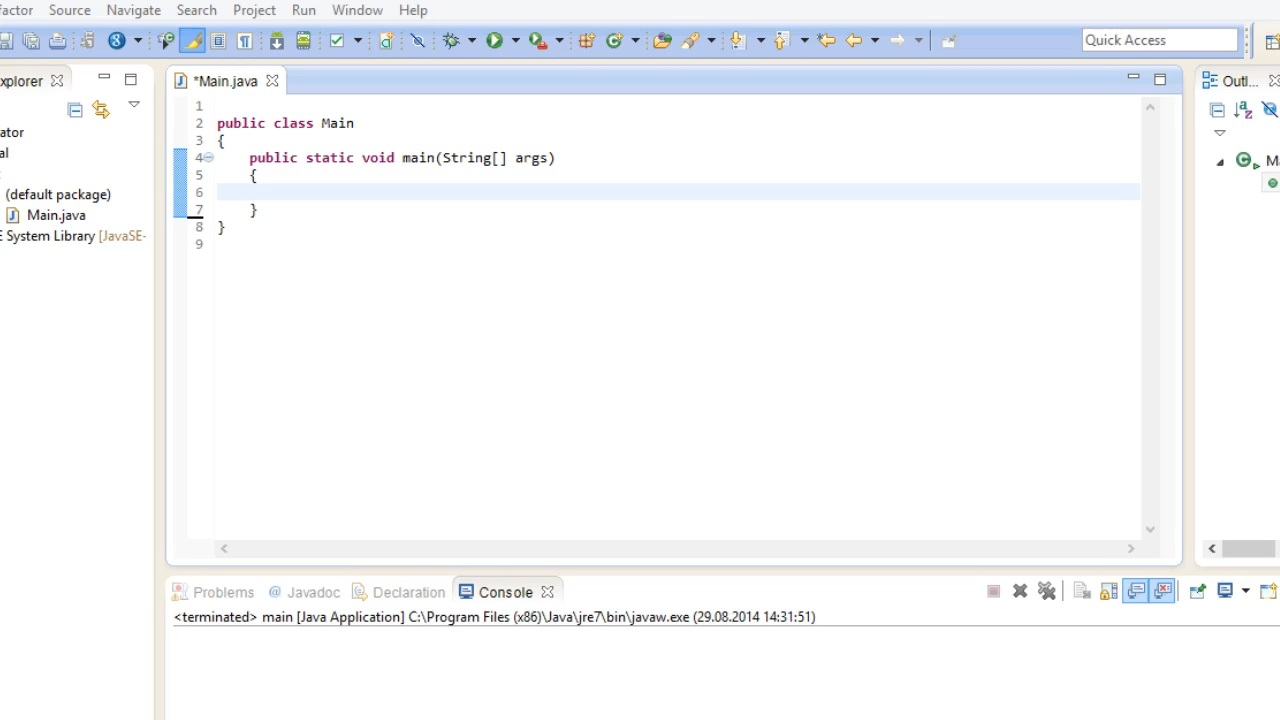 factor Source Navigate Search Project Run Window Help
Quick Access
xplorer
*Main.java
Outl...
ator
al
(default package)
Main.java
E System Library [JavaSE-
1
2 public class Main
3 {
4 public static void main(String[] args)
5 {
6
7 }
8 }
9
Ma
Problems @ Javadoc Declaration Console
<terminated> main [Java Application] C:\Program Files (x86)\Java\jre7\bin\javaw.exe (29.08.2014 14:31:51)